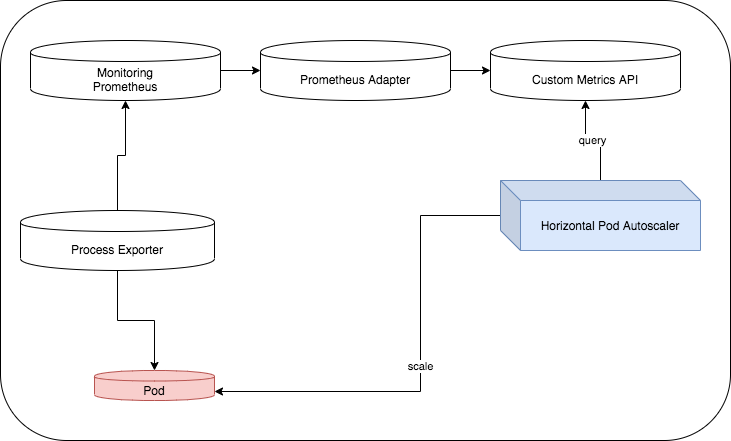 Monitoring
Prometheus
Prometheus Adapter
Custom Metrics API
query
Process Exporter
Horizontal Pod Autoscaler
scale
Pod